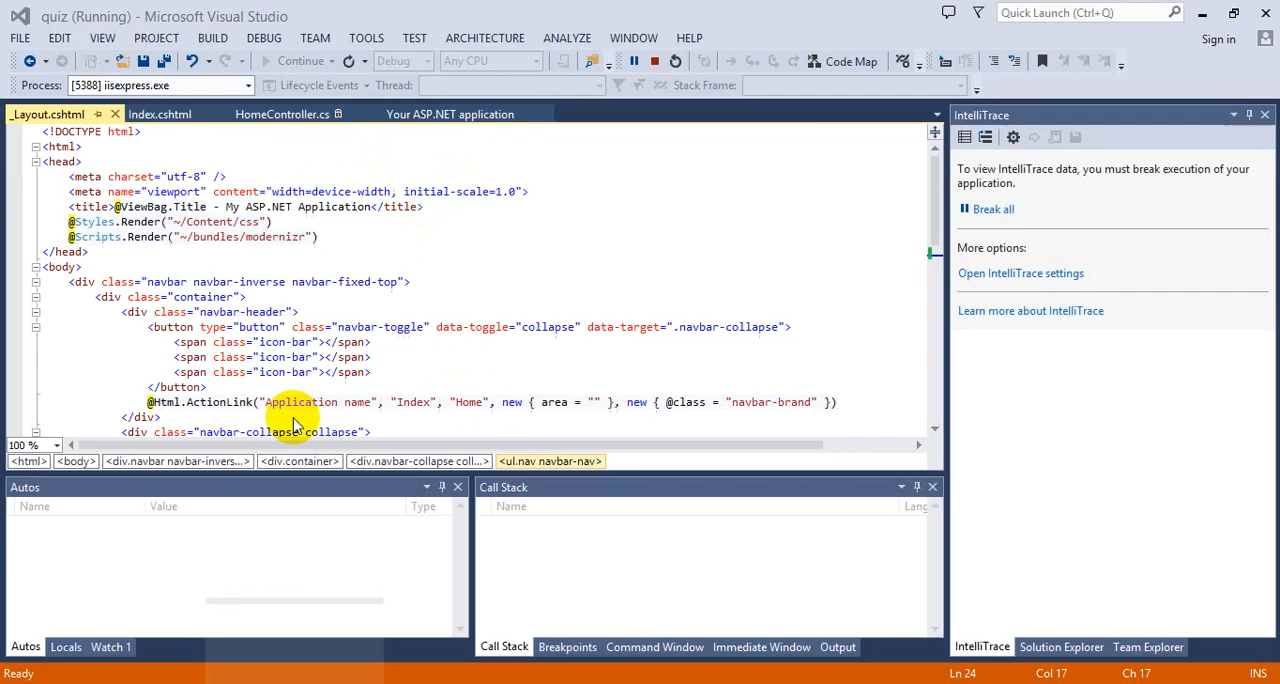 quiz (Running) - Microsoft Visual Studio
Quick Launch (Ctrl+Q)
FILE EDIT VIEW PROJECT BUILD DEBUG TEAM TOOLS TEST ARCHITECTURE ANALYZE WINDOW HELP
Sign in
Continue Debug Any CPU Code Map
Process: [5388] iisexpress.exe Lifecycle Events Thread: Stack Frame:
_Layout.cshtml Index.cshtml HomeController.cs Your ASP.NET application
<!DOCTYPE html>
<html>
<head>
<meta charset="utf-8" />
<meta name="viewport" content="width=device-width, initial-scale=1.0">
<title>@ViewBag.Title - My ASP.NET Application</title>
@Styles.Render("~/Content/css")
@Scripts.Render("~/bundles/modernizr")
</head>
<body>
<div class="navbar navbar-inverse navbar-fixed-top">
<div class="container">
<div class="navbar-header">
<button type="button" class="navbar-toggle" data-toggle="collapse" data-target=".navbar-collapse">
<span class="icon-bar"></span>
<span class="icon-bar"></span>
<span class="icon-bar"></span>
</button>
@Html.ActionLink("Application name", "Index", "Home", new { area = "" }, new { @class = "navbar-brand" })
</div>
<div class="navbar-collapse collapse">
100 %
<html> <body> <div.navbar navbar-invers...> <div.container> <div.navbar-collapse coll...> <ul.nav navbar-nav>
IntelliTrace
To view IntelliTrace data, you must break execution of your
application.
Break all
More options:
Open IntelliTrace settings
Learn more about IntelliTrace
Autos
Name Value Type
Call Stack
Name Lang
Autos Locals Watch 1
Call Stack Breakpoints Command Window Immediate Window Output
IntelliTrace Solution Explorer Team Explorer
Ready Ln 24 Col 17 Ch 17 INS